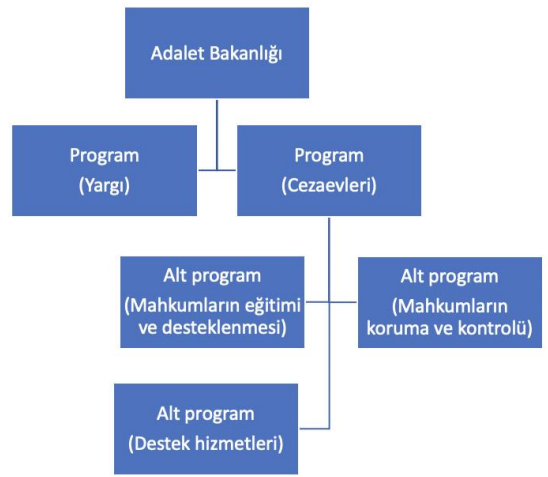 Adalet Bakanlığı
Program
(Yargı)
Program
(Cezaevleri)
Alt program
(Mahkumların eğitimi
ve desteklenmesi)
Alt program
(Mahkumların
koruma ve kontrolü)
Alt program
(Destek hizmetleri)